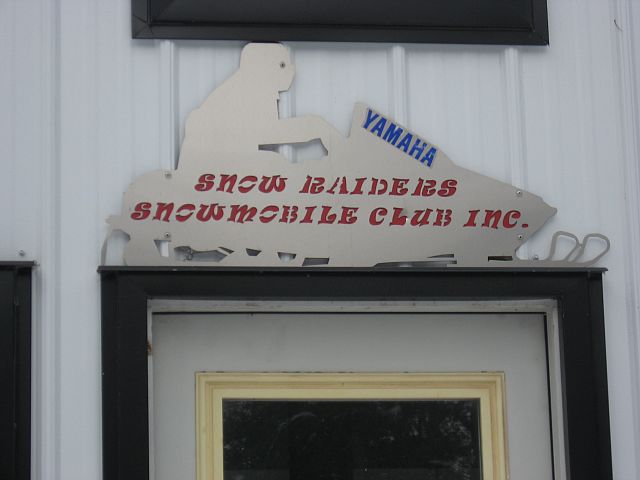 YAMAHA
SNOW RAIDERS
SNOWMOBILE CLUB INC.